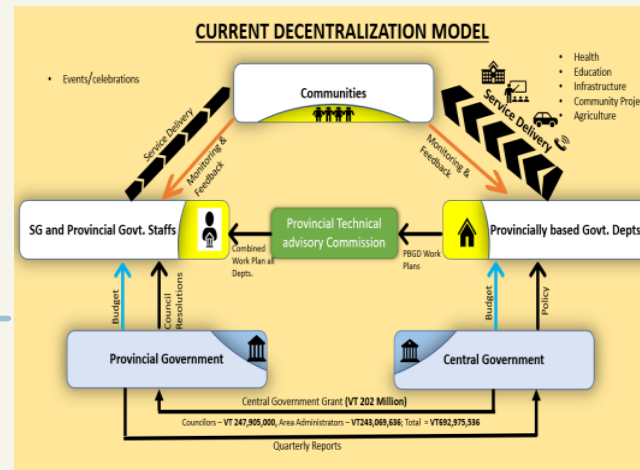 CURRENT DECENTRALIZATION MODEL
• Events/celebrations
• Health
• Education
• Infrastructure
• Community
• Agriculture
Communities
Service Delivery
Monitoring &
Feedback
Monitoring &
Feedback
Service Delivery
SG and Provincial Govt. Staffs
Provincial Technical
advisory Commission
Provincially based Govt. Depts
Combined
Work Plan all
Depts.
PBGD Work
Plans
Budget
Council
Resolutions
Budget
Policy
Provincial Government
Central Government
Central Government Grant (VT 202 Million)
Councilors – VT 247,905,000, Area Administrators – VT243,069,636; Total = VT692,975,536
Quarterly Reports